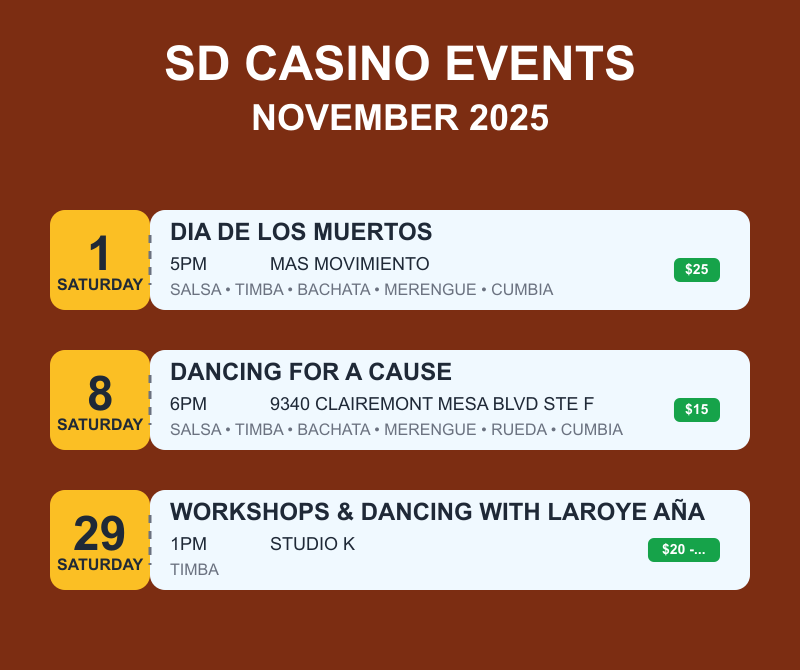 SD CASINO EVENTS
NOVEMBER 2025
1
SATURDAY
DIA DE LOS MUERTOS
5PM MAS MOVIMIENTO
$25
SALSA • TIMBA • BACHATA • MERENGUE • CUMBIA
8
SATURDAY
DANCING FOR A CAUSE
6PM 9340 CLAIREMONT MESA BLVD STE F
$15
SALSA • TIMBA • BACHATA • MERENGUE • RUEDA • CUMBIA
29
SATURDAY
WORKSHOPS & DANCING WITH LAROYE AÑA
1PM STUDIO K
$20 -...
TIMBA